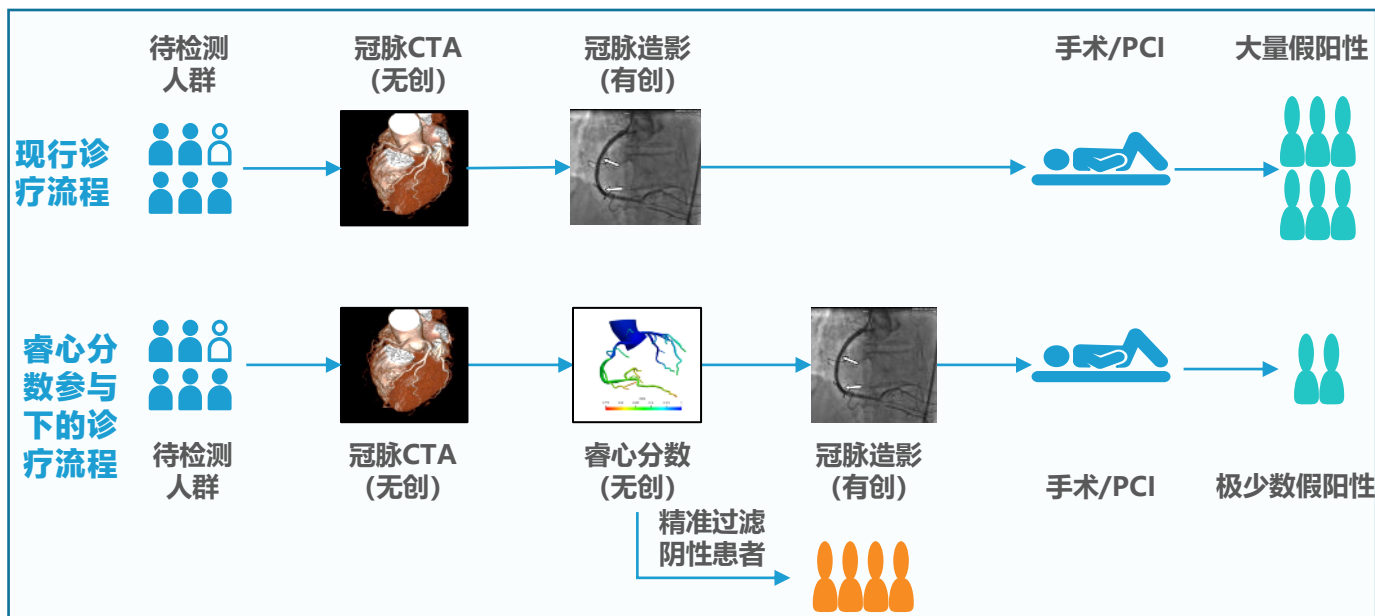 待检测
人群
冠脉CTA
(无创)
冠脉造影
(有创)
手术/PCI
大量假阳性
现行诊
疗流程
睿心分
数参与
下的诊
疗流程
待检测
人群
冠脉CTA
(无创)
睿心分数
(无创)
冠脉造影
(有创)
手术/PCI
极少数假阳性
精准过滤
阴性患者